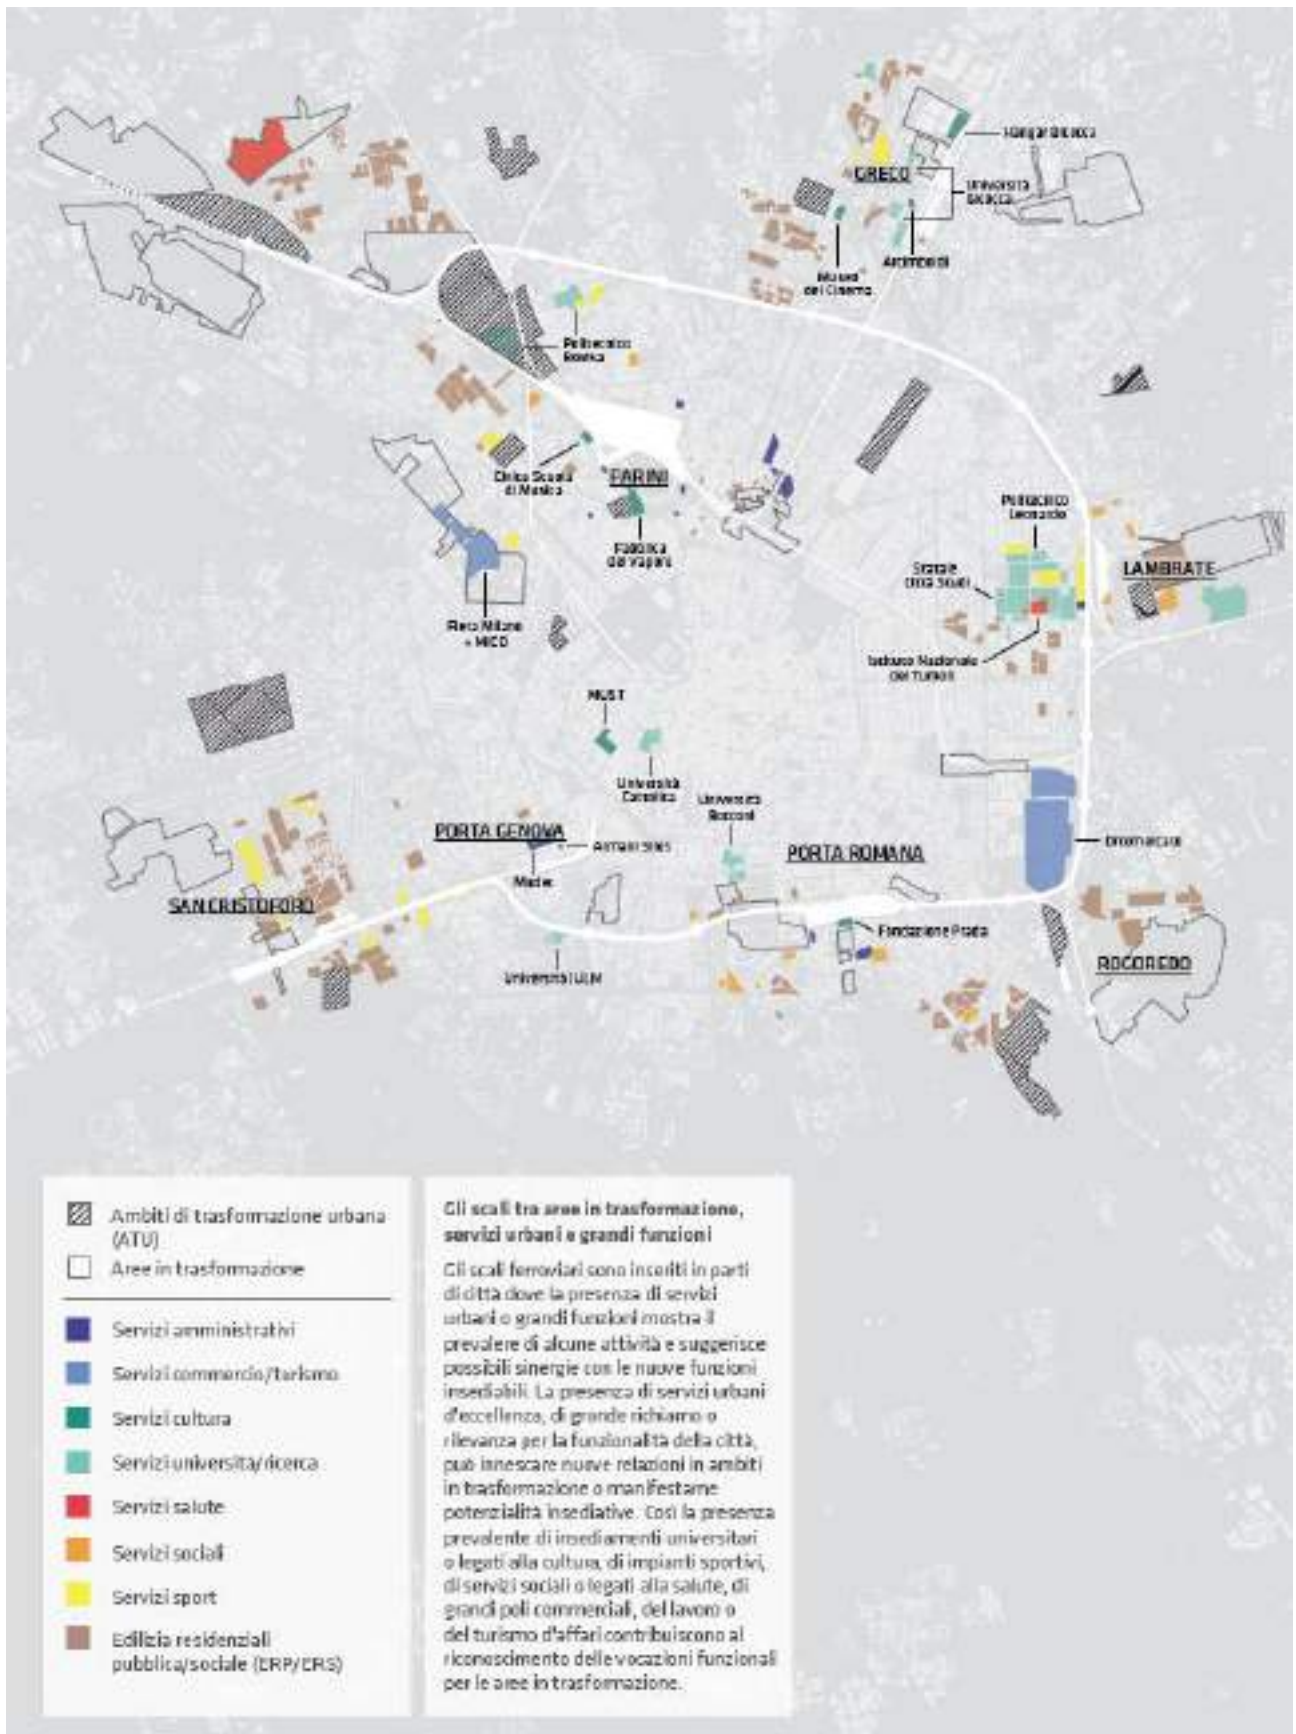 Hangar Bicocca
GRECO
Università
Bicocca
Arcimboldi
Museo
del Cinema
Politecnico
Bovisa
Civica Scuola
di Musica
FARINI
Fabbrica
del Vapore
Politecnico
Leonardo
Statale
Città Studi
LAMBRATE
Fiera Milano
+ MICO
Istituto Nazionale
dei Tumori
MUST
Università
Cattolica
Università
Bocconi
PORTA GENOVA
Armani Silos
PORTA ROMANA
Ortomercato
Mudec
SAN CRISTOFORO
Fondazione Prada
ROGOREDO
Università IULM
Ambiti di trasformazione urbana
(ATU)
Aree in trasformazione
Servizi amministrativi
Servizi commercio/turismo
Servizi cultura
Servizi università/ricerca
Servizi salute
Servizi sociali
Servizi sport
Edilizia residenziali
pubblica/sociale (ERP/ERS)
Gli scali tra aree in trasformazione,
servizi urbani e grandi funzioni
Gli scali ferroviari sono inseriti in parti
di città dove la presenza di servizi
urbani o grandi funzioni mostra il
prevalere di alcune attività e suggerisce
possibili sinergie con le nuove funzioni
insediabili. La presenza di servizi urbani
d'eccellenza, di grande richiamo o
rilevanza per la funzionalità della città,
può innescare nuove relazioni in ambiti
in trasformazione o manifestarne
potenzialità insediative. Così la presenza
prevalente di insediamenti universitari
o legati alla cultura, di impianti sportivi,
di servizi sociali o legati alla salute, di
grandi poli commerciali, del lavoro o
del turismo d'affari contribuiscono al
riconoscimento delle vocazioni funzionali
per le aree in trasformazione.